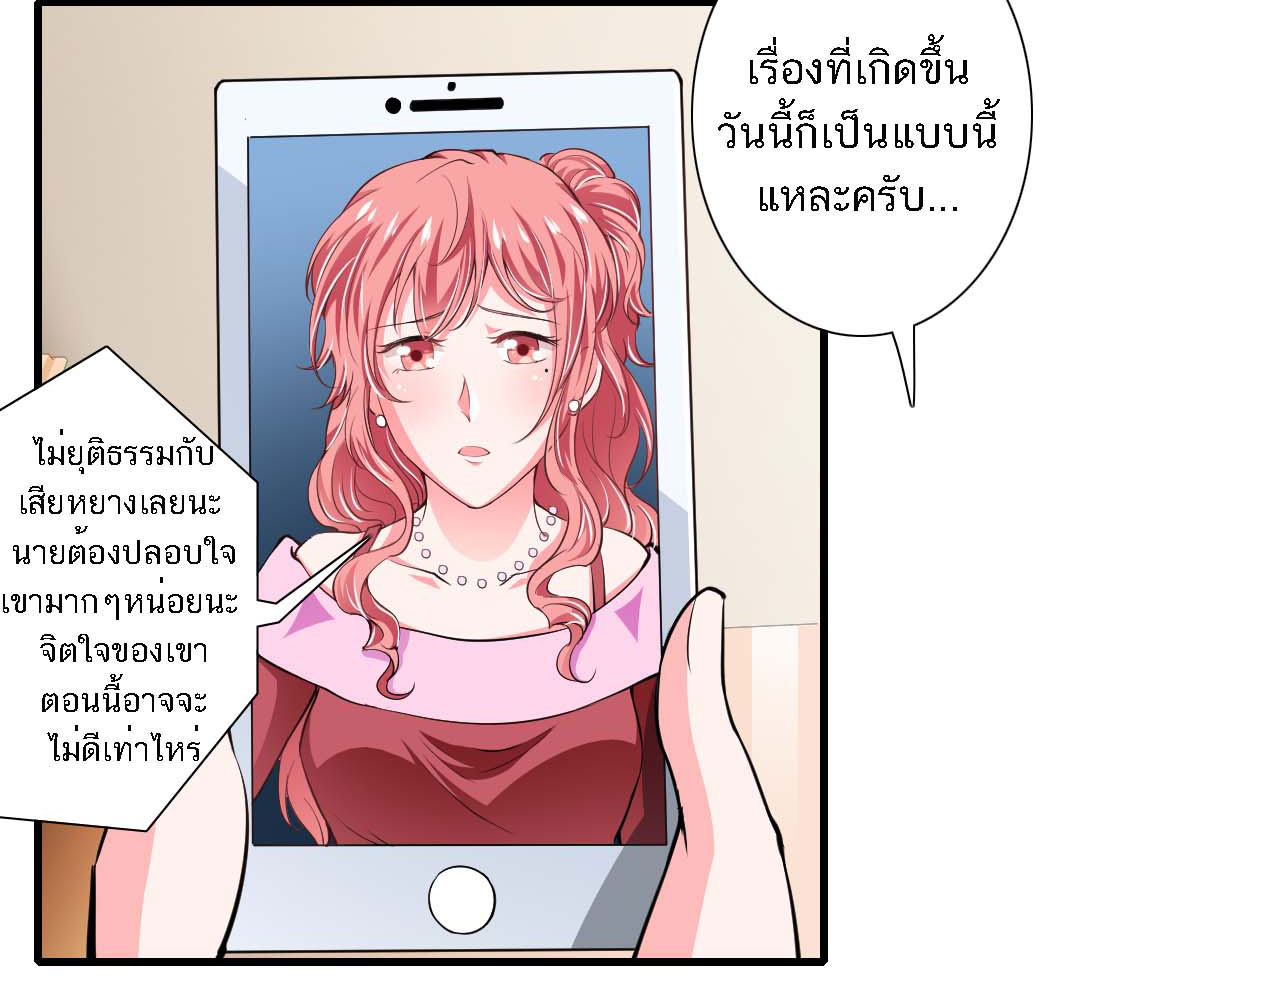 เรื่องที่เกิดขึ้น
วันนี้ก็เป็นแบบนี้
แหละครับ...
ไม่ยุติธรรมกับ
เสียหยางเลยนะ
นายต้องปลอบใจ
เขามากๆหน่อยนะ
จิตใจของเขา
ตอนนี้อาจจะ
ไม่ดีเท่าไหร่